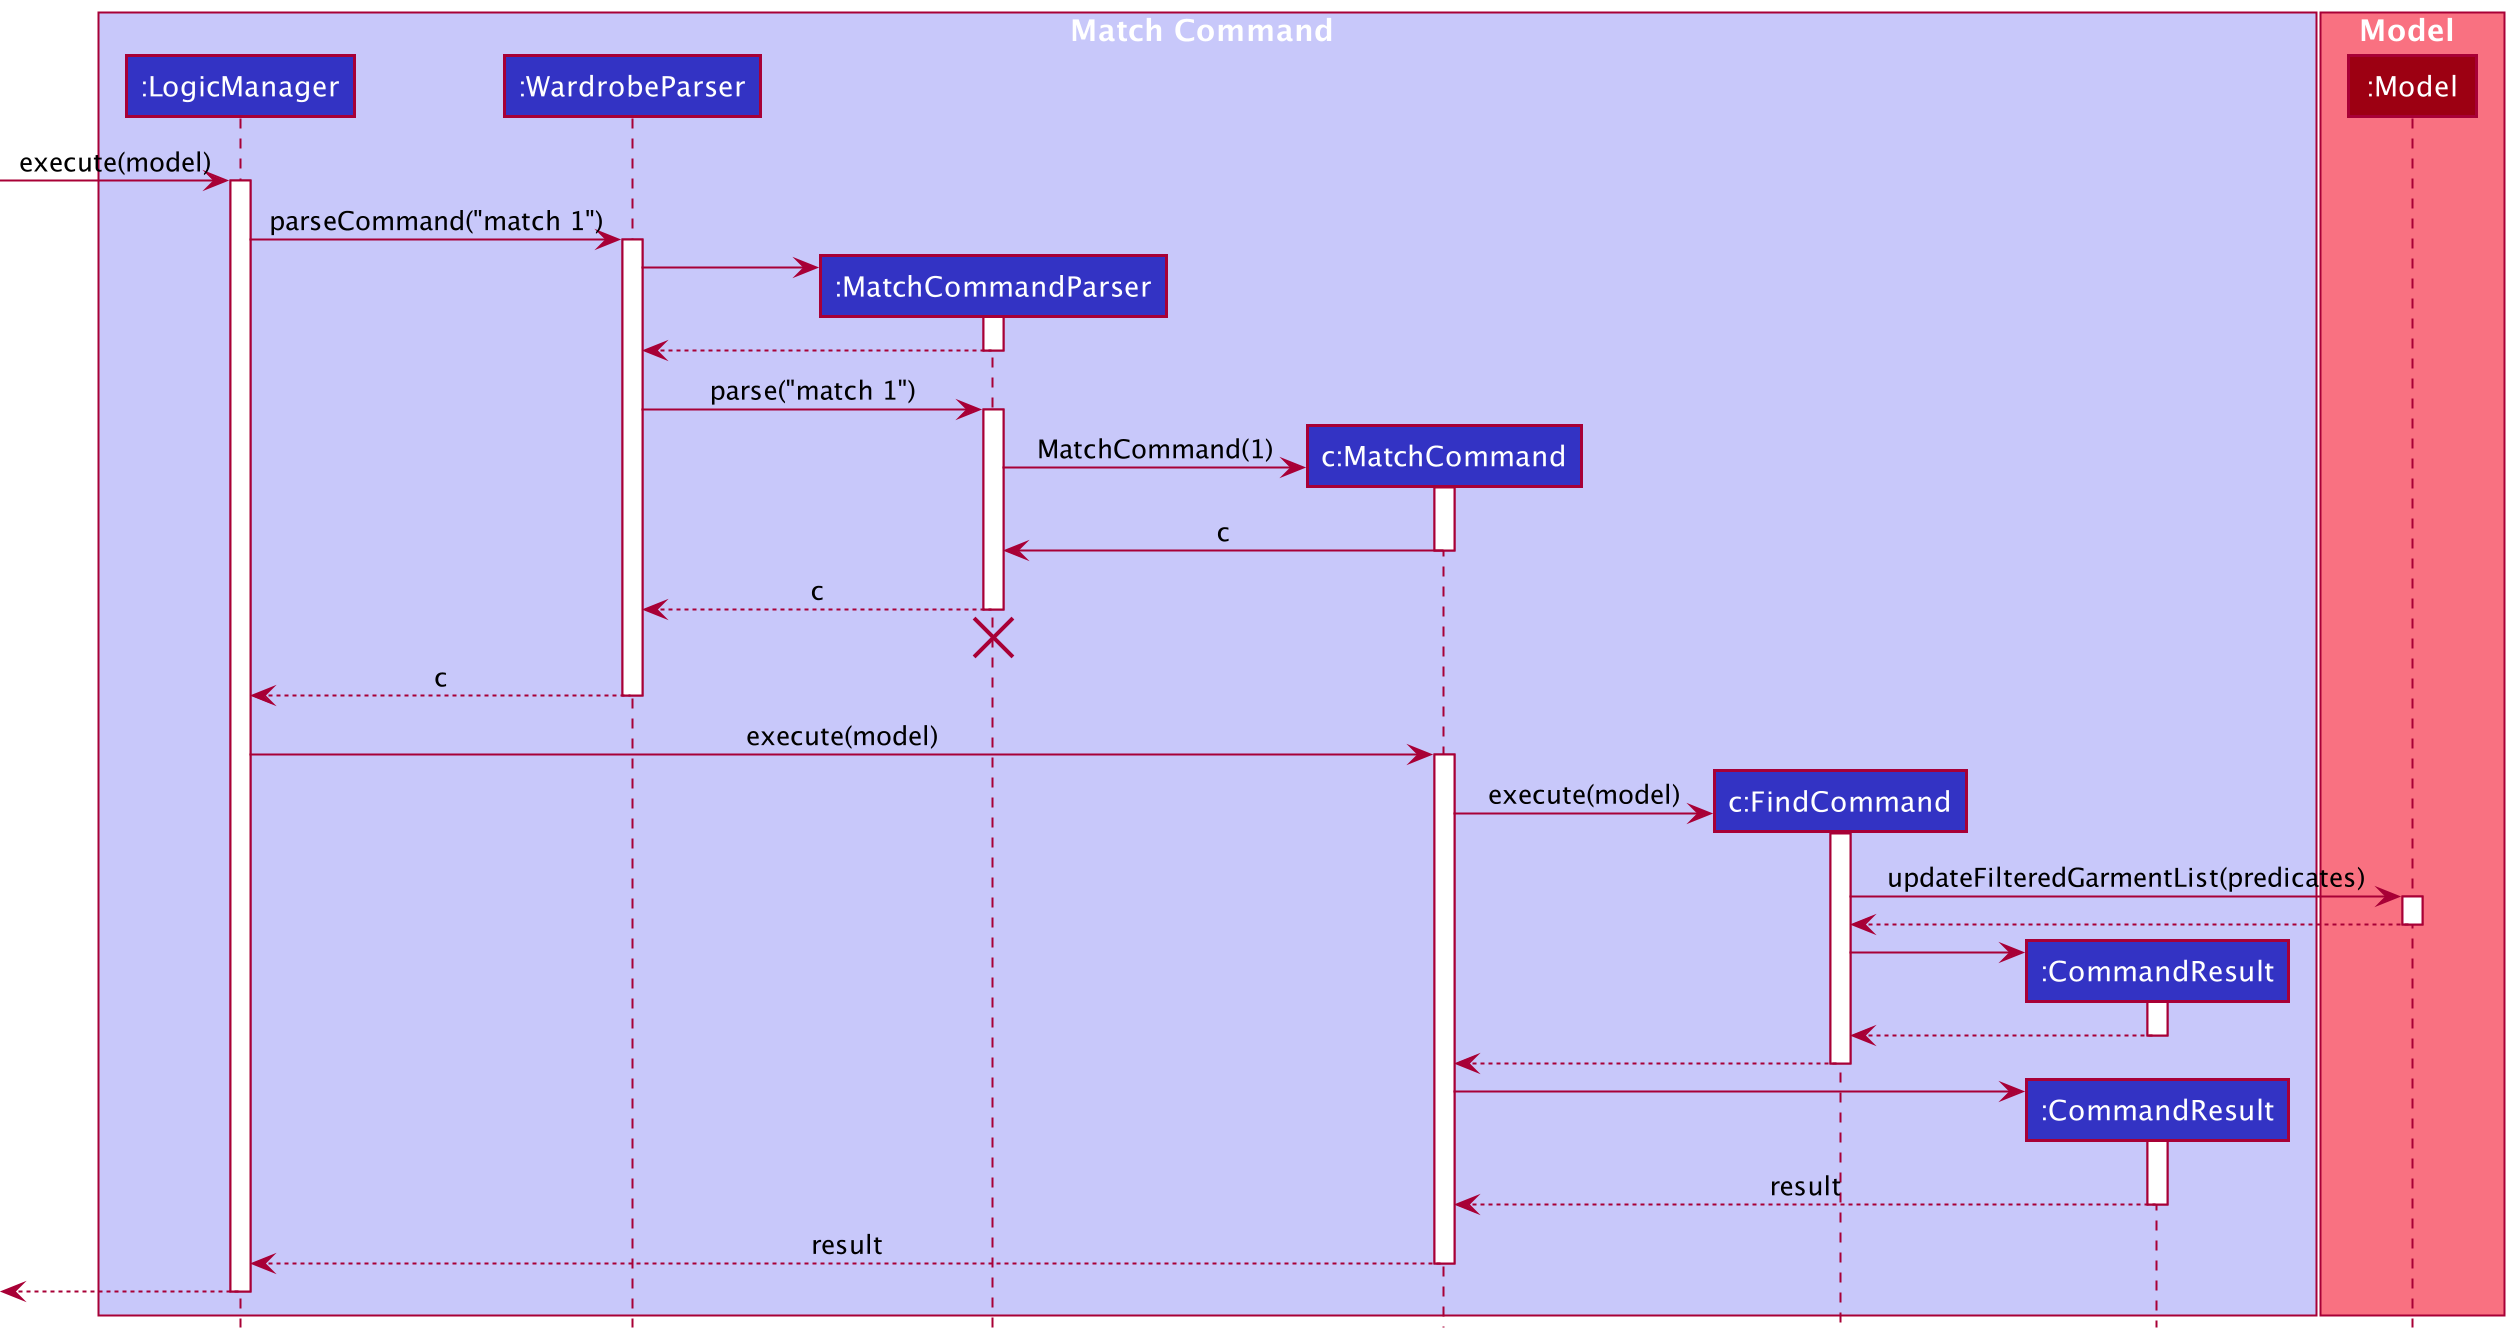 Match Command
Model
:LogicManager
:WardrobeParser
:Model
execute(model)
parseCommand("match 1")
:MatchCommandParser
parse("match 1")
MatchCommand(1)
c:MatchCommand
c
c
c
execute(model)
execute(model)
c:FindCommand
updateFilteredGarmentList(predicates)
:CommandResult
:CommandResult
result
result